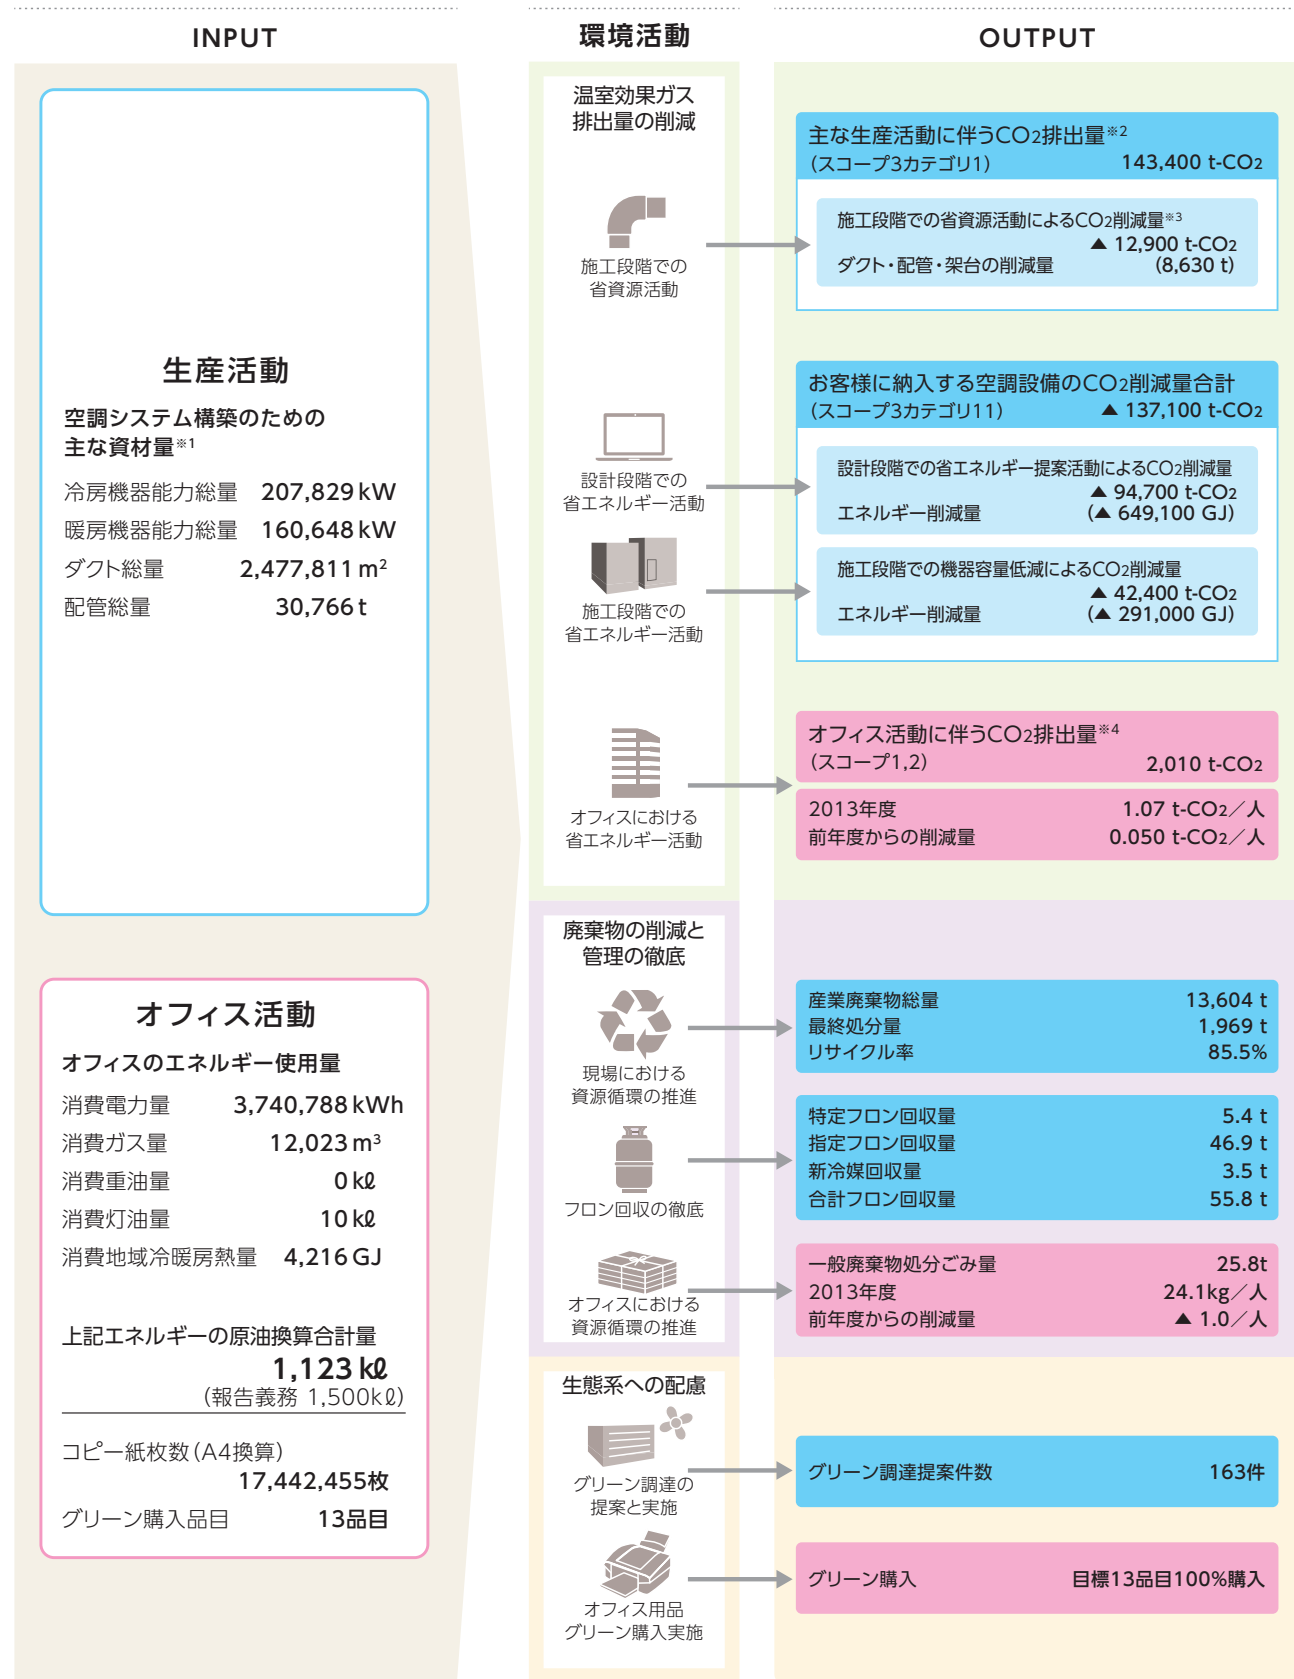 INPUT
生産活動
空調システム構築のための
主な資材量※1
冷房機器能力総量 207,829 kW
暖房機器能力総量 160,648 kW
ダクト総量 2,477,811 m²
配管総量 30,766 t
オフィス活動
オフィスのエネルギー使用量
消費電力量 3,740,788 kWh
消費ガス量 12,023 m³
消費重油量 0 kℓ
消費灯油量 10 kℓ
消費地域冷暖房熱量 4,216 GJ
上記エネルギーの原油換算合計量
1,123 kℓ
(報告義務 1,500kℓ)
コピー紙枚数(A4換算)
17,442,455枚
グリーン購入品目 13品目
環境活動
温室効果ガス
排出量の削減
施工段階での
省資源活動
設計段階での
省エネルギー活動
施工段階での
省エネルギー活動
オフィスにおける
省エネルギー活動
廃棄物の削減と
管理の徹底
現場における
資源循環の推進
フロン回収の徹底
オフィスにおける
資源循環の推進
生態系への配慮
グリーン調達の
提案と実施
オフィス用品
グリーン購入実施
OUTPUT
主な生産活動に伴うCO2排出量※2
(スコープ3カテゴリ1) 143,400 t-CO2
施工段階での省資源活動によるCO2削減量※3
▲ 12,900 t-CO2
ダクト・配管・架台の削減量 (8,630 t)
お客様に納入する空調設備のCO2削減量合計
(スコープ3カテゴリ11) ▲ 137,100 t-CO2
設計段階での省エネルギー提案活動によるCO2削減量
▲ 94,700 t-CO2
エネルギー削減量 (▲ 649,100 GJ)
施工段階での機器容量低減によるCO2削減量
▲ 42,400 t-CO2
エネルギー削減量 (▲ 291,000 GJ)
オフィス活動に伴うCO2排出量※4
(スコープ1,2) 2,010 t-CO2
2013年度 1.07 t-CO2／人
前年度からの削減量 0.050 t-CO2／人
産業廃棄物総量 13,604 t
最終処分量 1,969 t
リサイクル率 85.5%
特定フロン回収量 5.4 t
指定フロン回収量 46.9 t
新冷媒回収量 3.5 t
合計フロン回収量 55.8 t
一般廃棄物処分ごみ量 25.8t
2013年度 24.1kg／人
前年度からの削減量 ▲ 1.0／人
グリーン調達提案件数 163件
グリーン購入 目標13品目100%購入